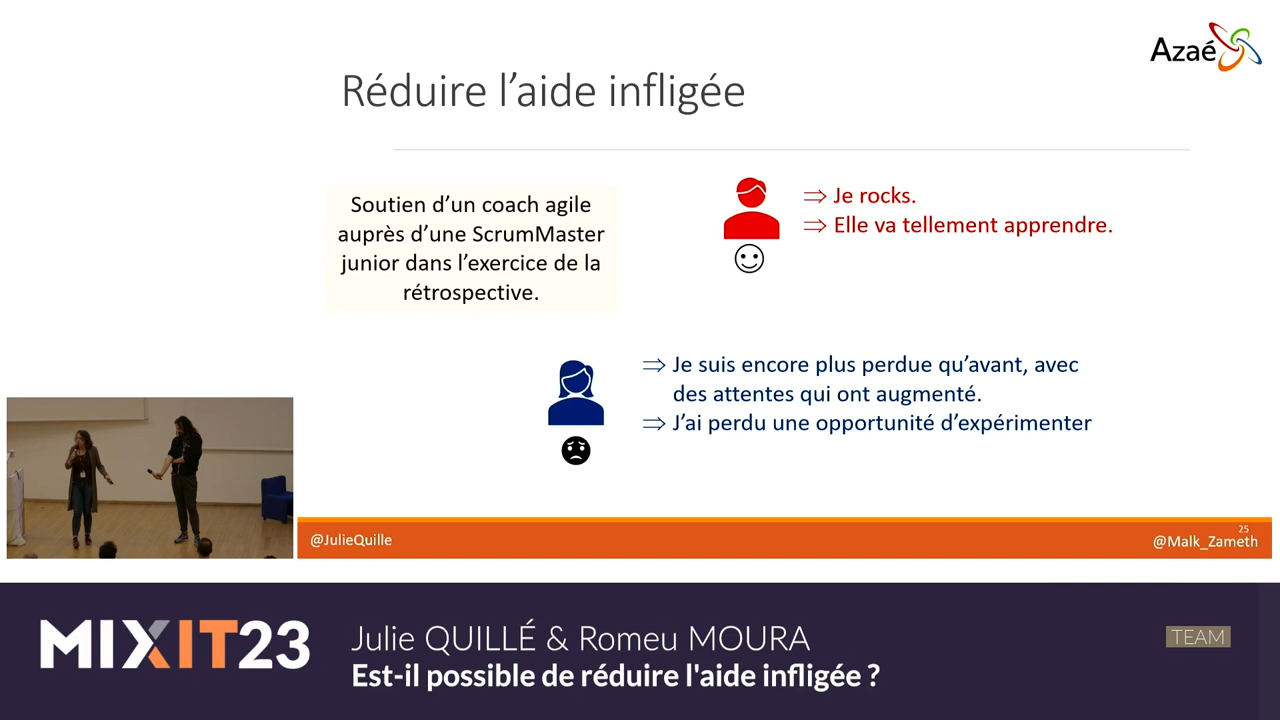 Azaé
Réduire l’aide infligée
Soutien d’un coach agile
auprès d’une ScrumMaster
junior dans l’exercice de la
rétrospective.
⇒ Je rocks.
⇒ Elle va tellement apprendre.
⇒ Je suis encore plus perdue qu’avant, avec
des attentes qui ont augmenté.
⇒ J’ai perdu une opportunité d’expérimenter
@JulieQuille
25
@Malk_Zameth
MIXIT23
Julie QUILLÉ & Romeu MOURA
Est-il possible de réduire l'aide infligée ?
TEAM